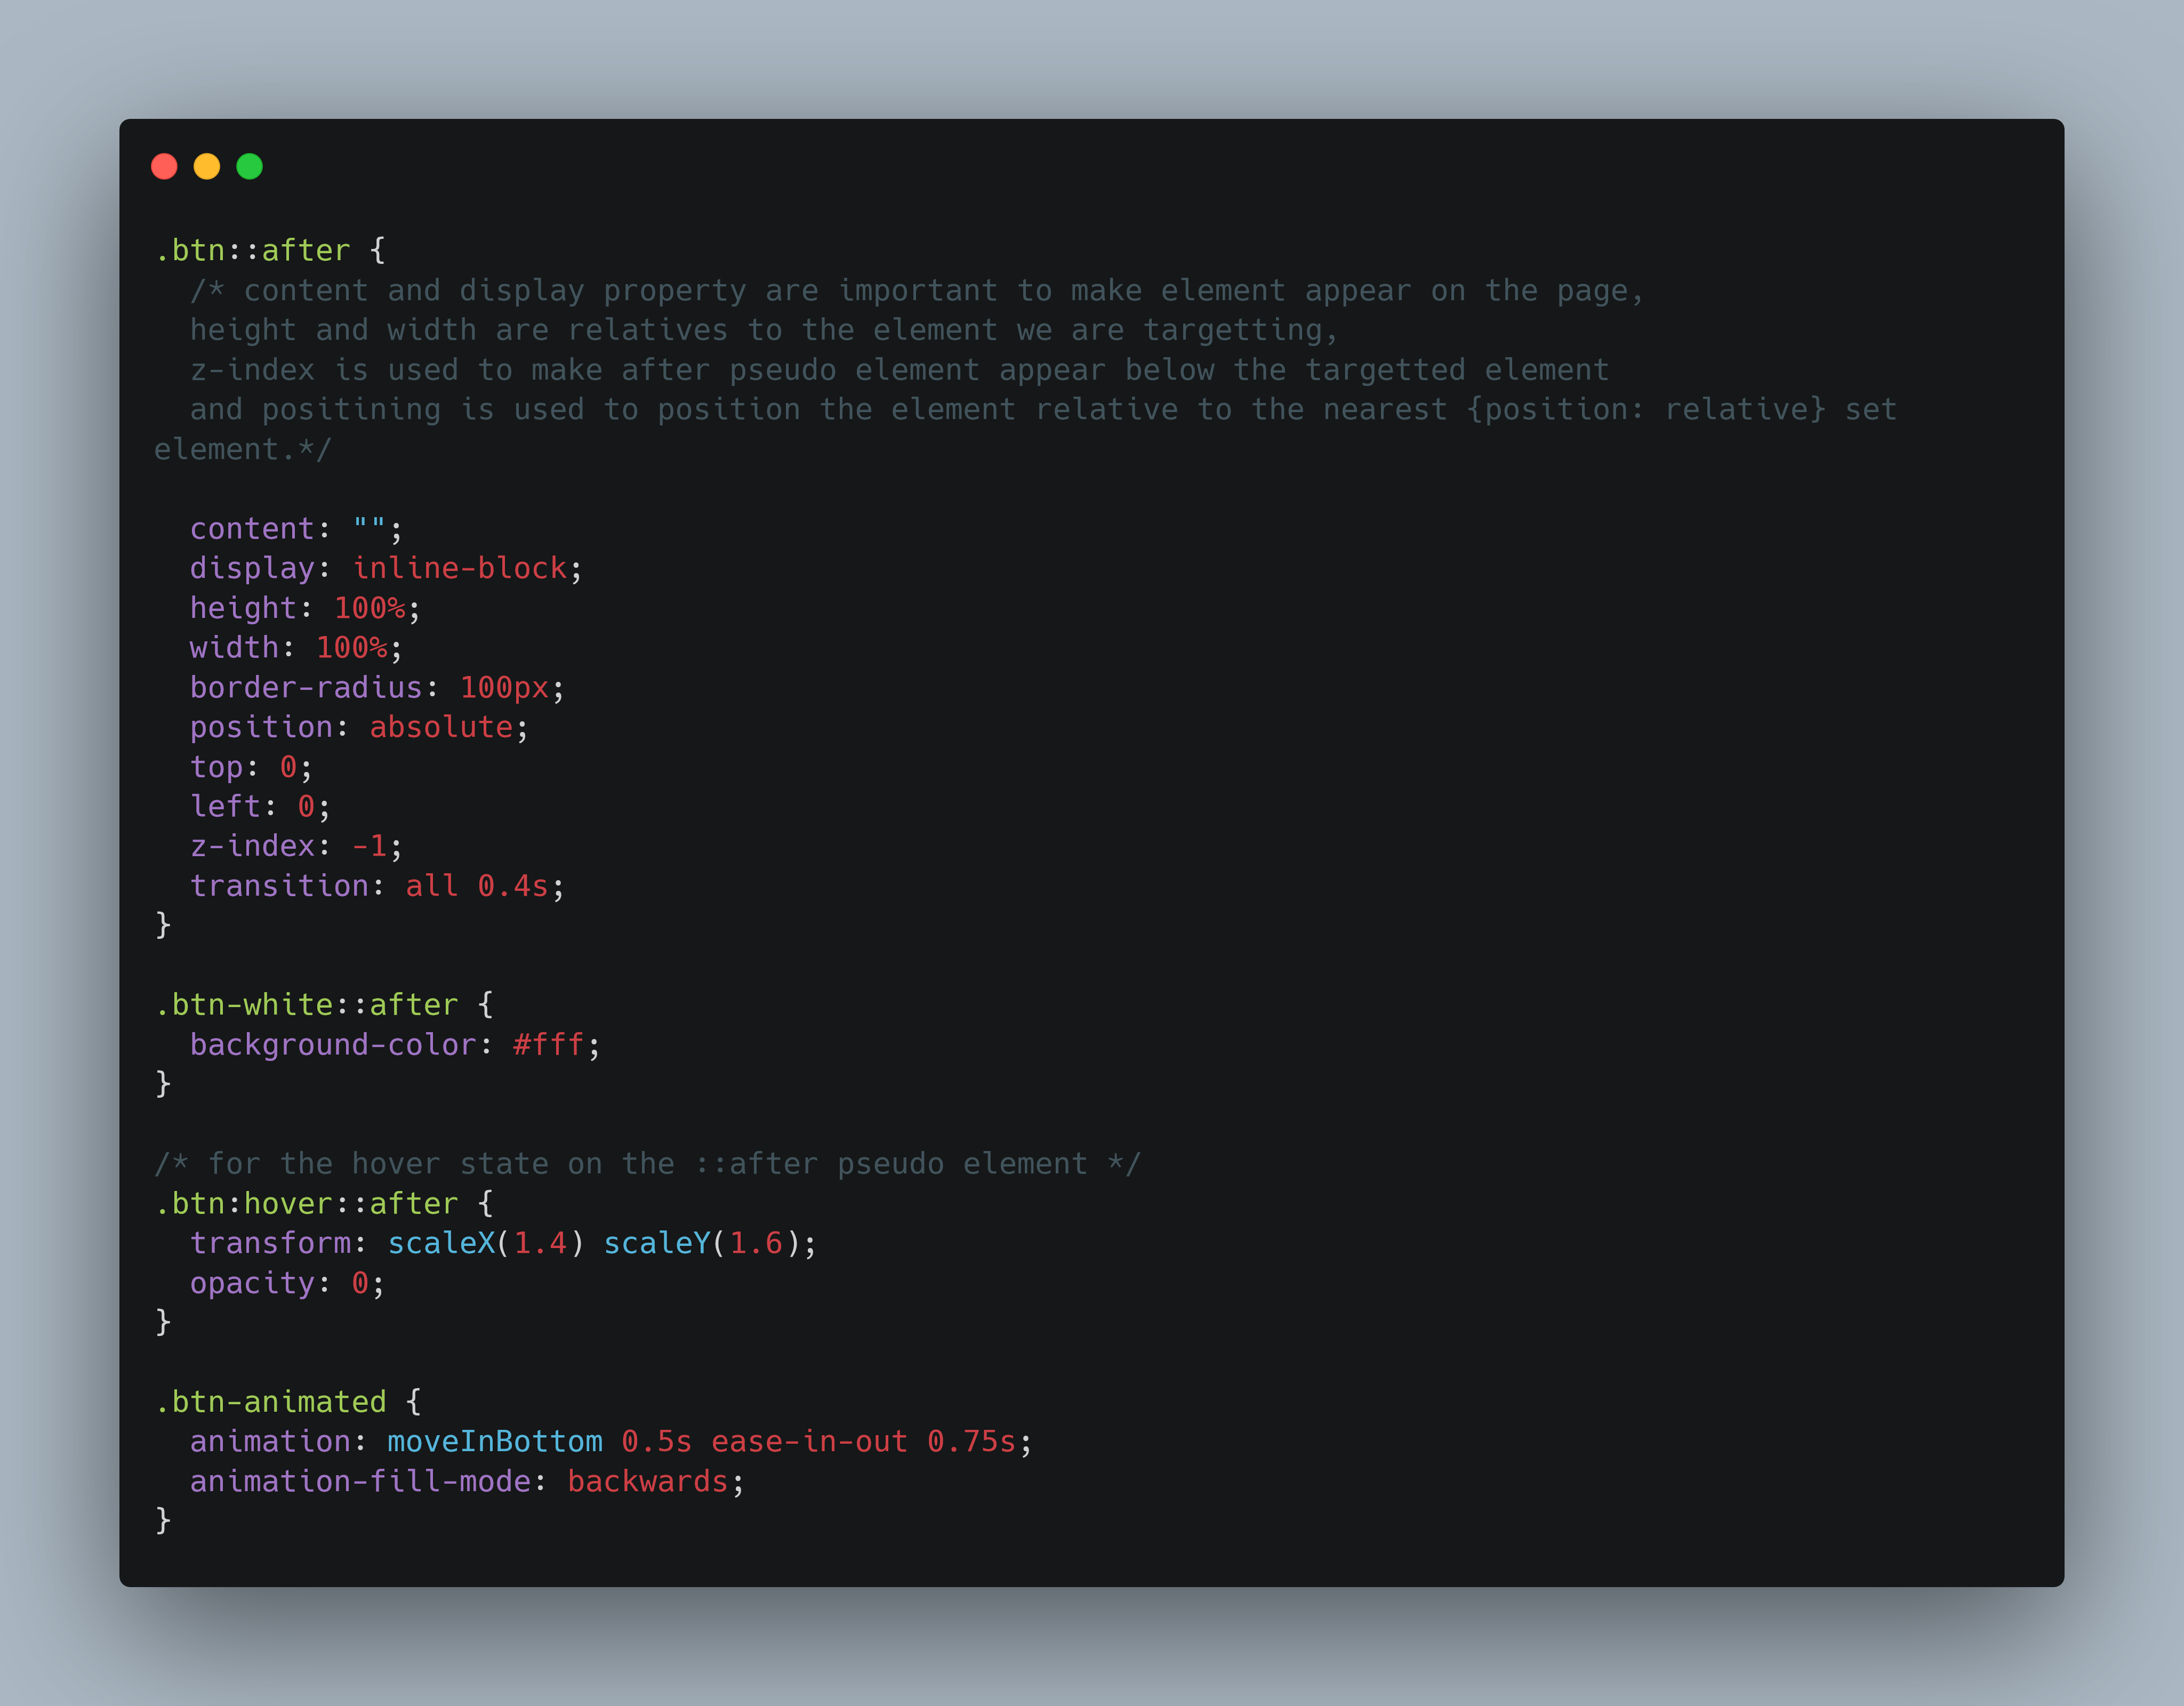 .btn::after {
  /* content and display property are important to make element appear on the page,
  height and width are relatives to the element we are targetting,
  z-index is used to make after pseudo element appear below the targetted element
  and positining is used to position the element relative to the nearest {position: relative} set
element.*/

  content: "";
  display: inline-block;
  height: 100%;
  width: 100%;
  border-radius: 100px;
  position: absolute;
  top: 0;
  left: 0;
  z-index: -1;
  transition: all 0.4s;
}

.btn-white::after {
  background-color: #fff;
}

/* for the hover state on the ::after pseudo element */
.btn:hover::after {
  transform: scaleX(1.4) scaleY(1.6);
  opacity: 0;
}

.btn-animated {
  animation: moveInBottom 0.5s ease-in-out 0.75s;
  animation-fill-mode: backwards;
}